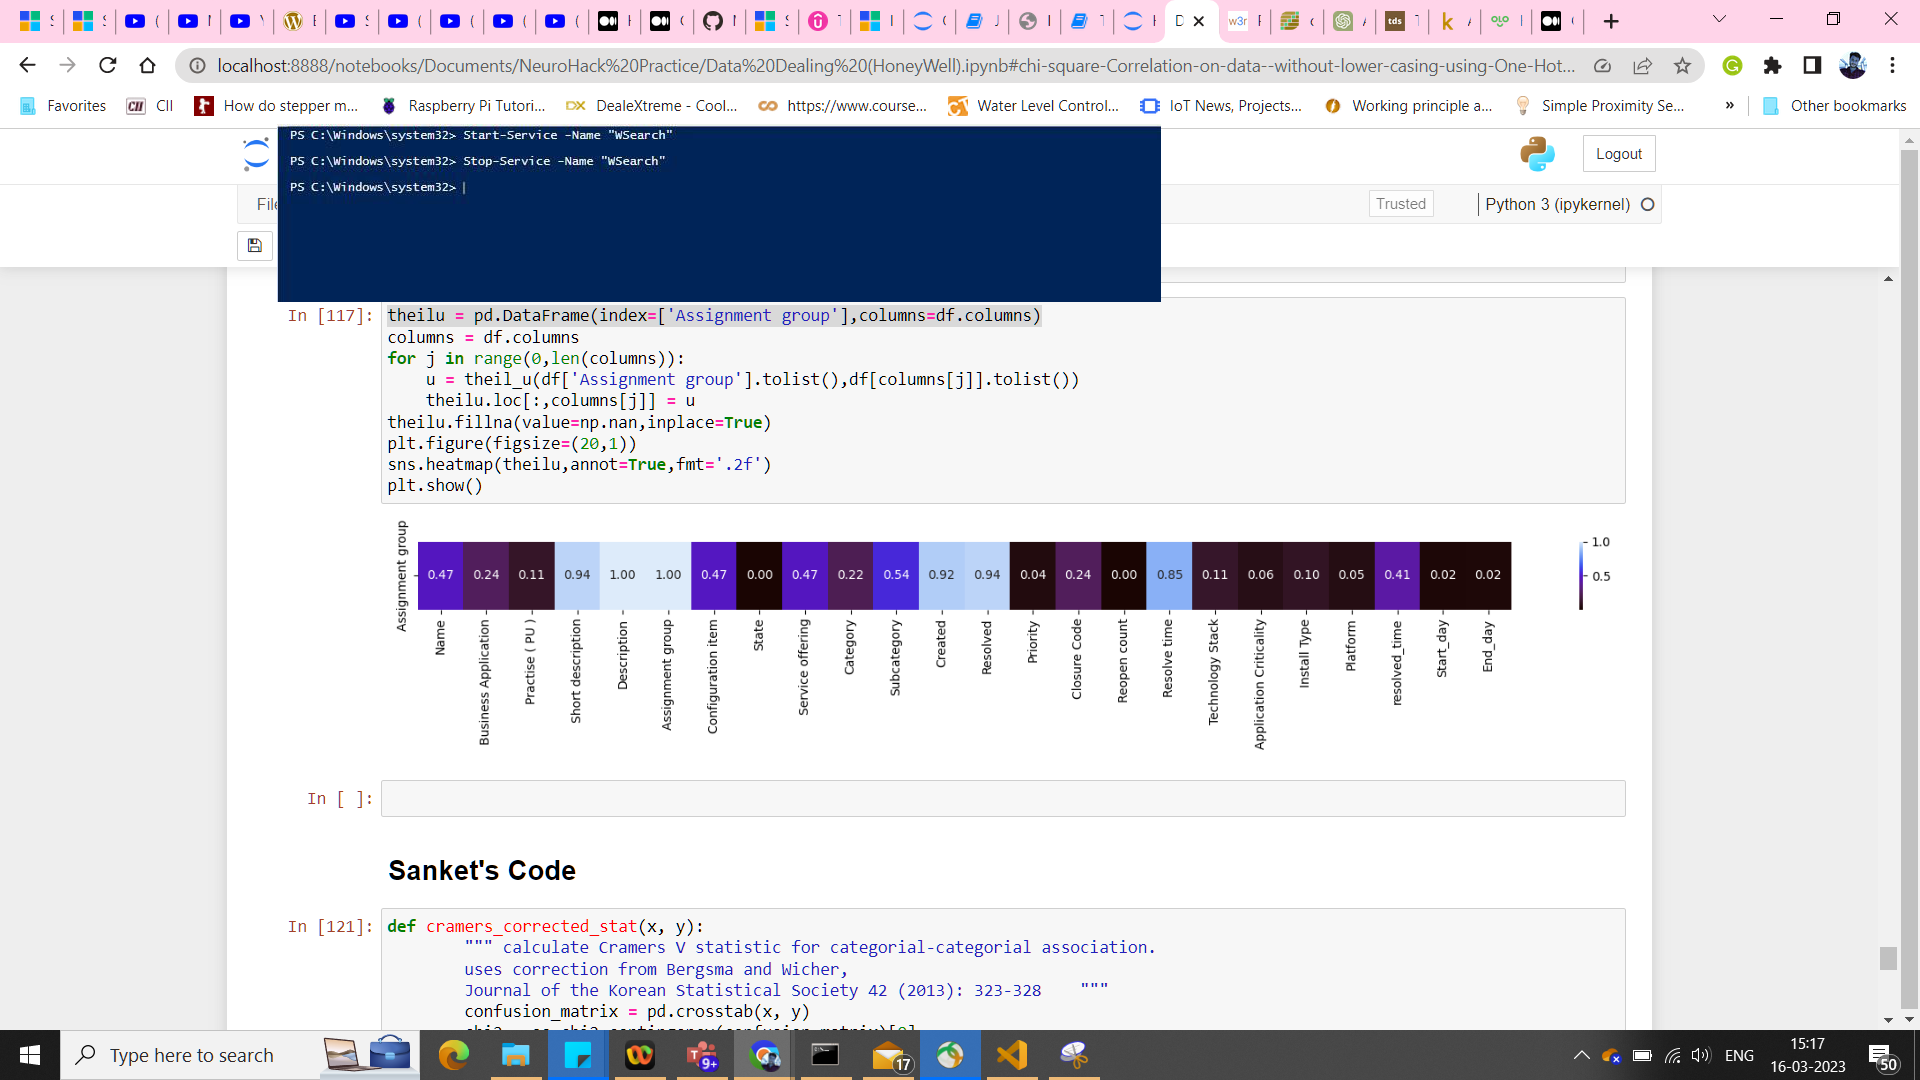 localhost:8888/notebooks/Documents/NeuroHack%20Practice/Data%20Dealing%20(HoneyWell).ipynb#chi-square-Correlation-on-data--without-lower-casing-using-One-Hot...
Favorites
CII
How do stepper m...
Raspberry Pi Tutori...
DealeXtreme - Cool...
https://www.course...
Water Level Control...
IoT News, Projects...
Working principle a...
Simple Proximity Se...
»
Other bookmarks
PS C:\Windows\system32> Start-Service -Name "WSearch"
PS C:\Windows\system32> Stop-Service -Name "WSearch"
PS C:\Windows\system32>
Logout
File
Trusted
Python 3 (ipykernel)
In [117]:
theilu = pd.DataFrame(index=['Assignment group'],columns=df.columns)
columns = df.columns
for j in range(0,len(columns)):
    u = theil_u(df['Assignment group'].tolist(),df[columns[j]].tolist())
    theilu.loc[:,columns[j]] = u
theilu.fillna(value=np.nan,inplace=True)
plt.figure(figsize=(20,1))
sns.heatmap(theilu,annot=True,fmt='.2f')
plt.show()
Assignment group
0.47 0.24 0.11 0.94 1.00 1.00 0.47 0.00 0.47 0.22 0.54 0.92 0.94 0.04 0.24 0.00 0.85 0.11 0.06 0.10 0.05 0.41 0.02 0.02
1.0
0.5
Name
Business Application
Practise ( PU )
Short description
Description
Assignment group
Configuration item
State
Service offering
Category
Subcategory
Created
Resolved
Priority
Closure Code
Reopen count
Resolve time
Technology Stack
Application Criticality
Install Type
Platform
resolved_time
Start_day
End_day
In [ ]:
Sanket's Code
In [121]:
def cramers_corrected_stat(x, y):
""" calculate Cramers V statistic for categorial-categorial association.
uses correction from Bergsma and Wicher,
Journal of the Korean Statistical Society 42 (2013): 323-328    """
confusion_matrix = pd.crosstab(x, y)
Type here to search
9+
17
ENG
15:17
16-03-2023
50